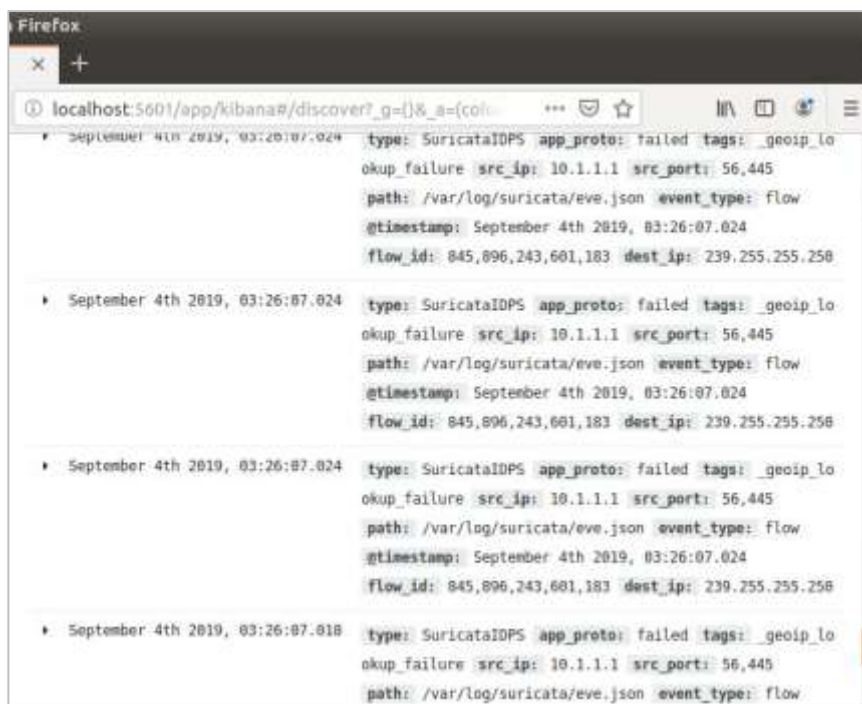 Firefox
localhost:5601/app/kibana#/discover?_g=()&_a=(colu
September 4th 2019, 03:26:07.024 type: SuricataIDPS app_proto: failed tags: _geoip_lo
okup_failure src_ip: 10.1.1.1 src_port: 56,445
path: /var/log/suricata/eve.json event_type: flow
@timestamp: September 4th 2019, 03:26:07.024
flow_id: 845,896,243,601,183 dest_ip: 239.255.255.250
September 4th 2019, 03:26:07.024 type: SuricataIDPS app_proto: failed tags: _geoip_lo
okup_failure src_ip: 10.1.1.1 src_port: 56,445
path: /var/log/suricata/eve.json event_type: flow
@timestamp: September 4th 2019, 03:26:07.024
flow_id: 845,896,243,601,183 dest_ip: 239.255.255.250
September 4th 2019, 03:26:07.024 type: SuricataIDPS app_proto: failed tags: _geoip_lo
okup_failure src_ip: 10.1.1.1 src_port: 56,445
path: /var/log/suricata/eve.json event_type: flow
@timestamp: September 4th 2019, 03:26:07.024
flow_id: 845,896,243,601,183 dest_ip: 239.255.255.250
September 4th 2019, 03:26:07.018 type: SuricataIDPS app_proto: failed tags: _geoip_lo
okup_failure src_ip: 10.1.1.1 src_port: 56,445
path: /var/log/suricata/eve.json event_type: flow